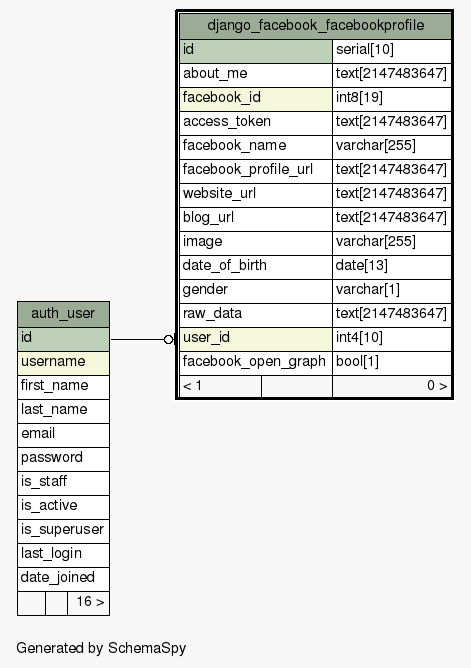 django_facebook_facebookprofile
id serial[10]
about_me text[2147483647]
facebook_id int8[19]
access_token text[2147483647]
facebook_name varchar[255]
facebook_profile_url text[2147483647]
website_url text[2147483647]
blog_url text[2147483647]
image varchar[255]
date_of_birth date[13]
gender varchar[1]
raw_data text[2147483647]
user_id int4[10]
facebook_open_graph bool[1]
< 1 0 >
auth_user
id
username
first_name
last_name
email
password
is_staff
is_active
is_superuser
last_login
date_joined
16 >
Generated by SchemaSpy